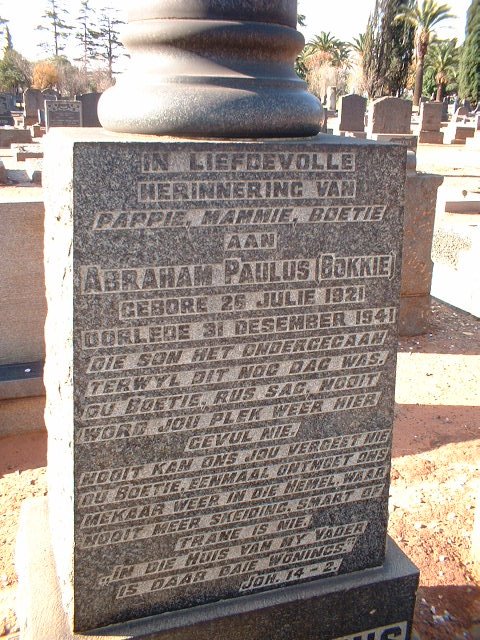 IN LIEFDEVOLLE
HERINNERING VAN
PAPPIE, MAMMIE, BOETIE
AAN
ABRAHAM PAULUS (BOKKIE)
GEBORE 26 JULIE 1921
OORLEDE 31 DESEMBER 1941
DIE SON HET ONDERGEGAAN
TERWYL DIT NOG DAG WAS,
OU BOETIE, RUS SAG, NOOIT
WORD JOU PLEK WEER HIER
GEVUL NIE.
NOOIT KAN ONS JOU VERGEET NIE
OU BOETIE, EENMAAL ONTMOET ONS
MEKAAR WEER IN DIE HEMEL, WAAR
NOOIT MEER SKEIDING, SMART OF
TRANE IS NIE.
"IN DIE HUIS VAN MY VADER
IS DAAR BAIE WONINGS."
JOH. 14-2.